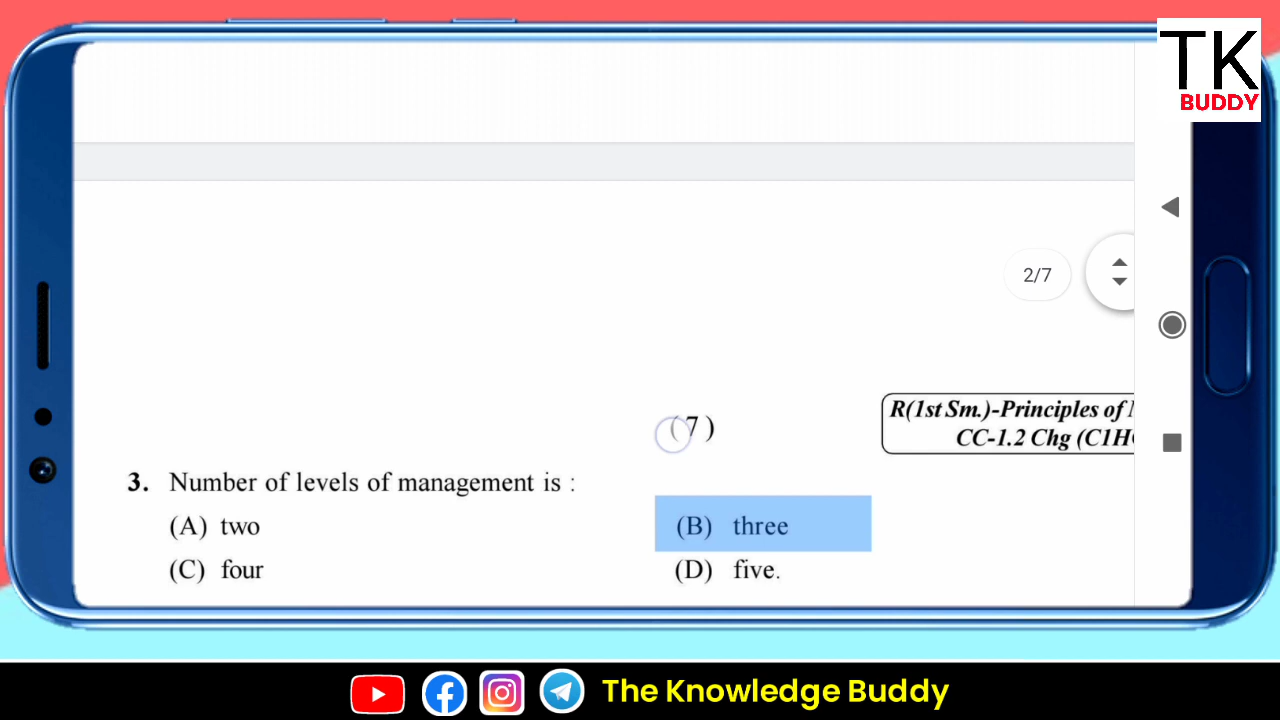 TK
BUDDY
2/7
( 7 )
R(1st Sm.)-Principles of
CC-1.2 Chg (C1H
3. Number of levels of management is :
(A) two (B) three
(C) four (D) five.
The Knowledge Buddy